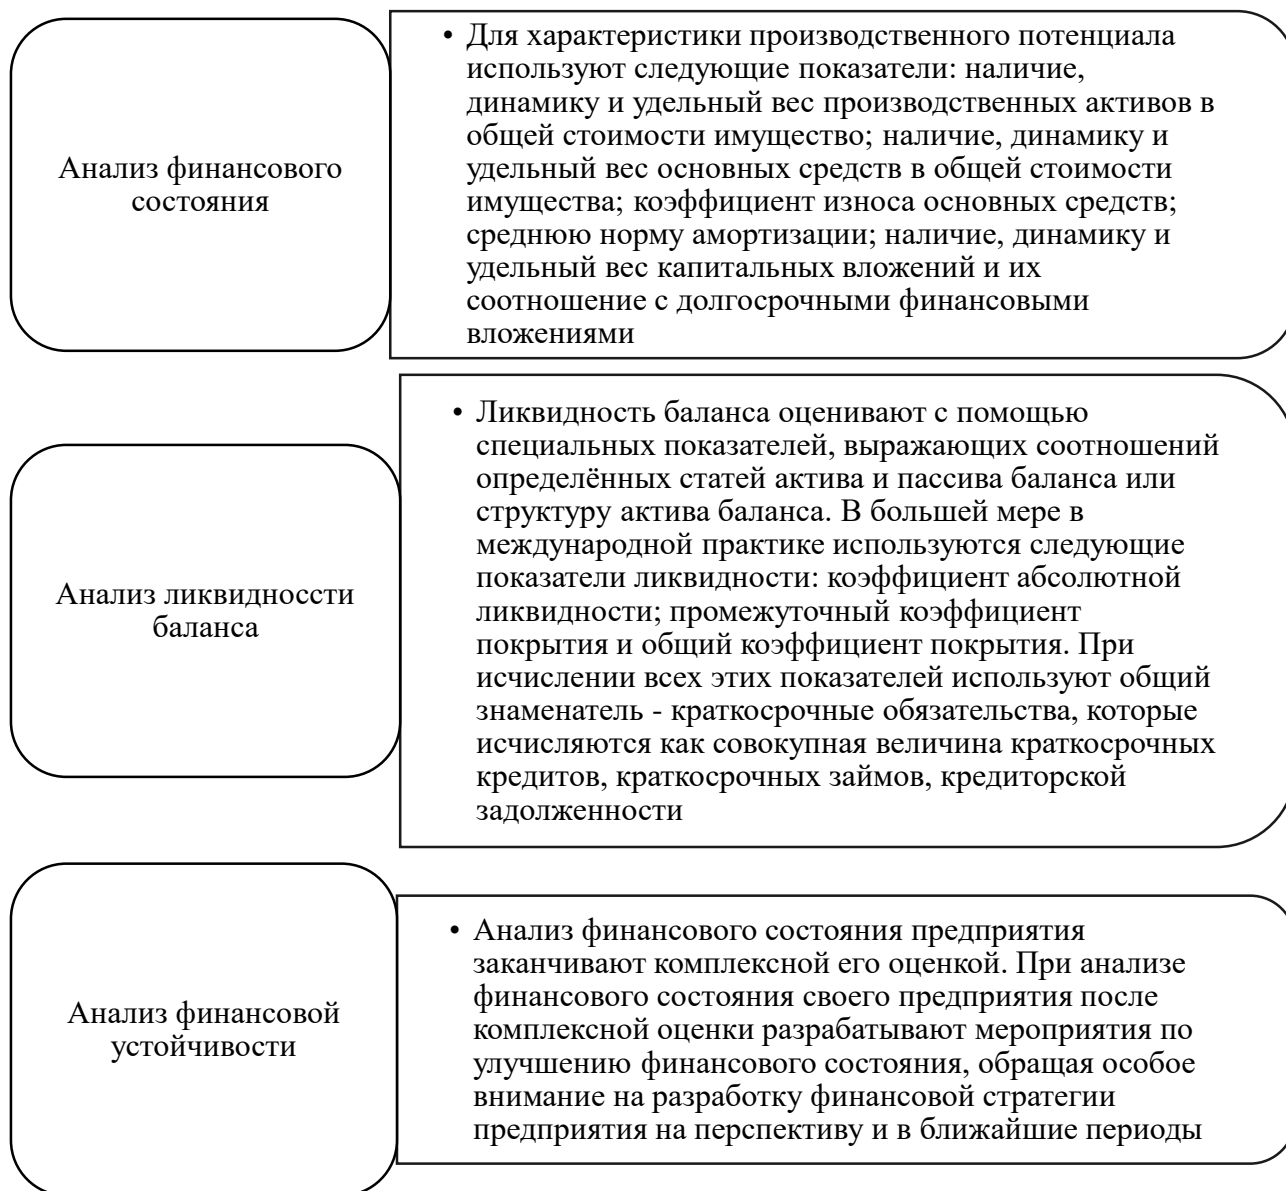 Анализ финансового
состояния
• Для характеристики производственного потенциала
используют следующие показатели: наличие,
динамику и удельный вес производственных активов в
общей стоимости имущество; наличие, динамику и
удельный вес основных средств в общей стоимости
имущества; коэффициент износа основных средств;
среднюю норму амортизации; наличие, динамику и
удельный вес капитальных вложений и их
соотношение с долгосрочными финансовыми
вложениями
Анализ ликвидноссти
баланса
• Ликвидность баланса оценивают с помощью
специальных показателей, выражающих соотношений
определённых статей актива и пассива баланса или
структуру актива баланса. В большей мере в
международной практике используются следующие
показатели ликвидности: коэффициент абсолютной
ликвидности; промежуточный коэффициент
покрытия и общий коэффициент покрытия. При
исчислении всех этих показателей используют общий
знаменатель - краткосрочные обязательства, которые
исчисляются как совокупная величина краткосрочных
кредитов, краткосрочных займов, кредиторской
задолженности
Анализ финансовой
устойчивости
• Анализ финансового состояния предприятия
заканчивают комплексной его оценкой. При анализе
финансового состояния своего предприятия после
комплексной оценки разрабатывают мероприятия по
улучшению финансового состояния, обращая особое
внимание на разработку финансовой стратегии
предприятия на перспективу и в ближайшие периоды